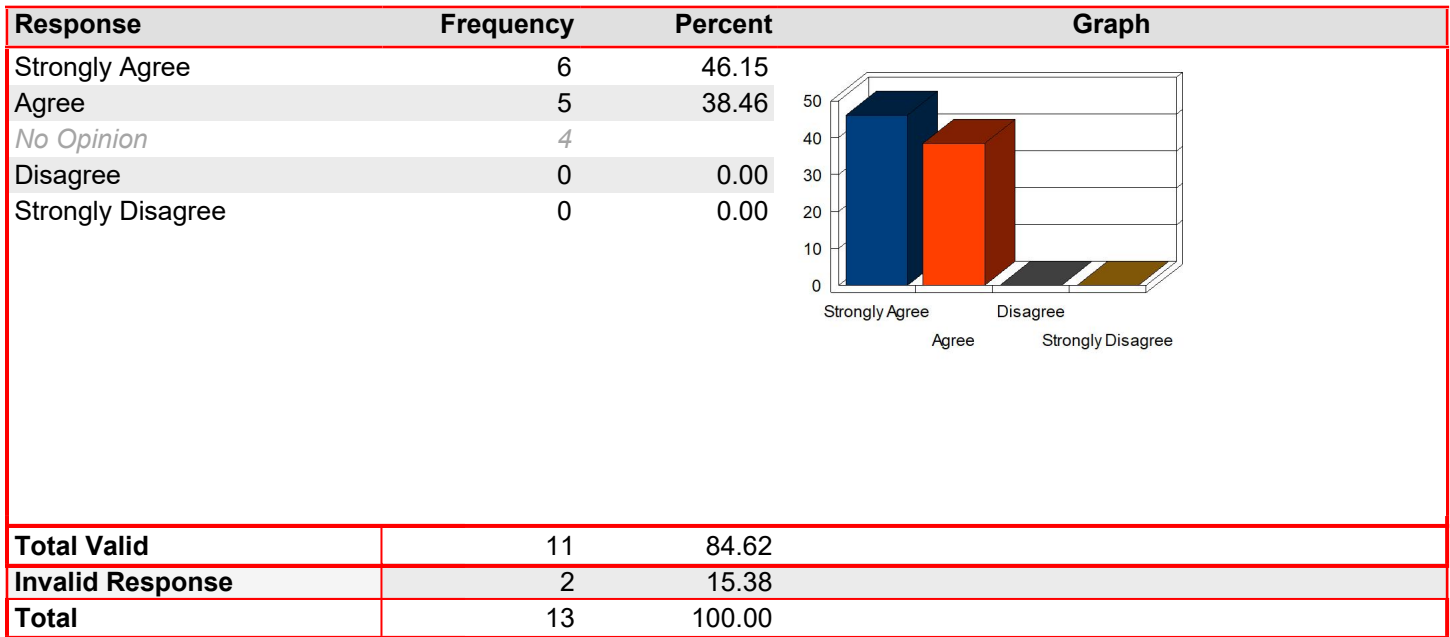 Response Frequency Percent Graph
Strongly Agree 6 46.15
Agree 5 38.46
No Opinion 4
Disagree 0 0.00
Strongly Disagree 0 0.00
50
40
30
20
10
0
Strongly Agree Disagree
Agree Strongly Disagree
Total Valid 11 84.62
Invalid Response 2 15.38
Total 13 100.00